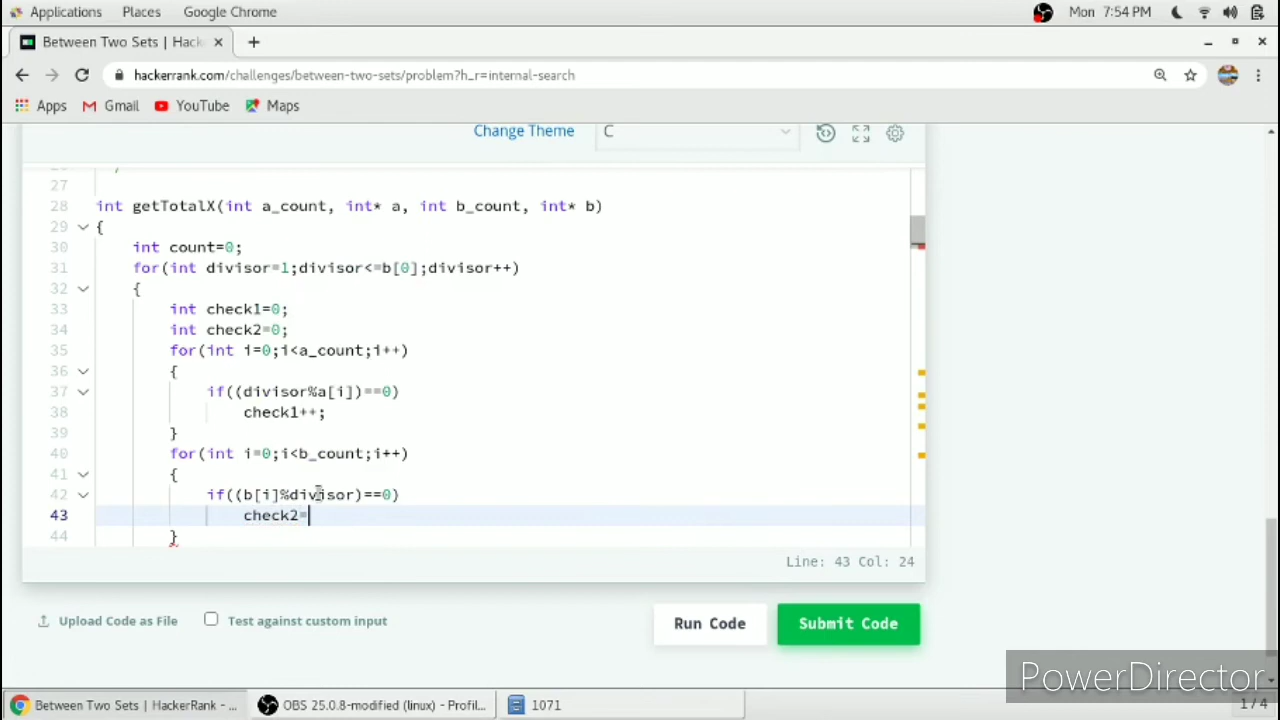 Applications Places Google Chrome Mon 7:54 PM
Between Two Sets | Hack
hackerrank.com/challenges/between-two-sets/problem?h_r=internal-search
Apps Gmail YouTube Maps
Change Theme C
27
28 int getTotalX(int a_count, int* a, int b_count, int* b)
29 {
30 int count=0;
31 for(int divisor=1;divisor<=b[0];divisor++)
32 {
33 int check1=0;
34 int check2=0;
35 for(int i=0;i<a_count;i++)
36 {
37 if((divisor%a[i])==0)
38 check1++;
39 }
40 for(int i=0;i<b_count;i++)
41 {
42 if((b[i]%divisor)==0)
43 check2=
44 }
Line: 43 Col: 24
Upload Code as File Test against custom input Run Code Submit Code
PowerDirector
Between Two Sets | HackerRank - ... OBS 25.0.8-modified (linux) - Profil... 1071 1 / 4